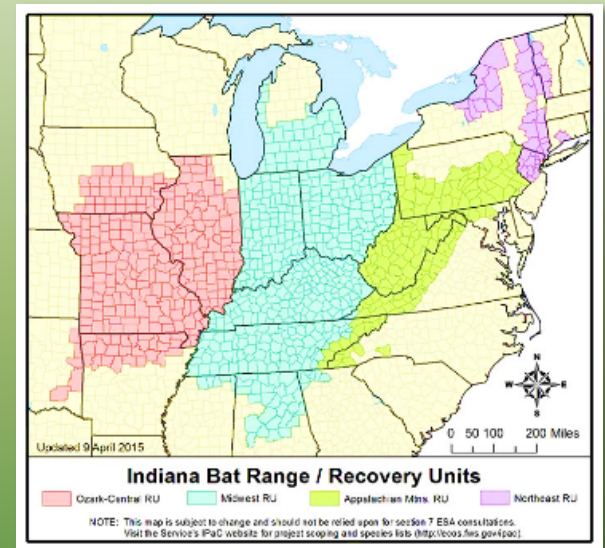 N
W E
S
Updated 9 April 2015
0 50 100 200 Miles
Indiana Bat Range / Recovery Units
Ozark-Central RU Midwest RU Appalachian Mtns. RU Northeast RU
NOTE: This map is subject to change and should not be relied upon for section 7 ESA consultations.
Visit the Service's IPaC website for project scoping and species lists (http://ecos.fws.gov/ipac).